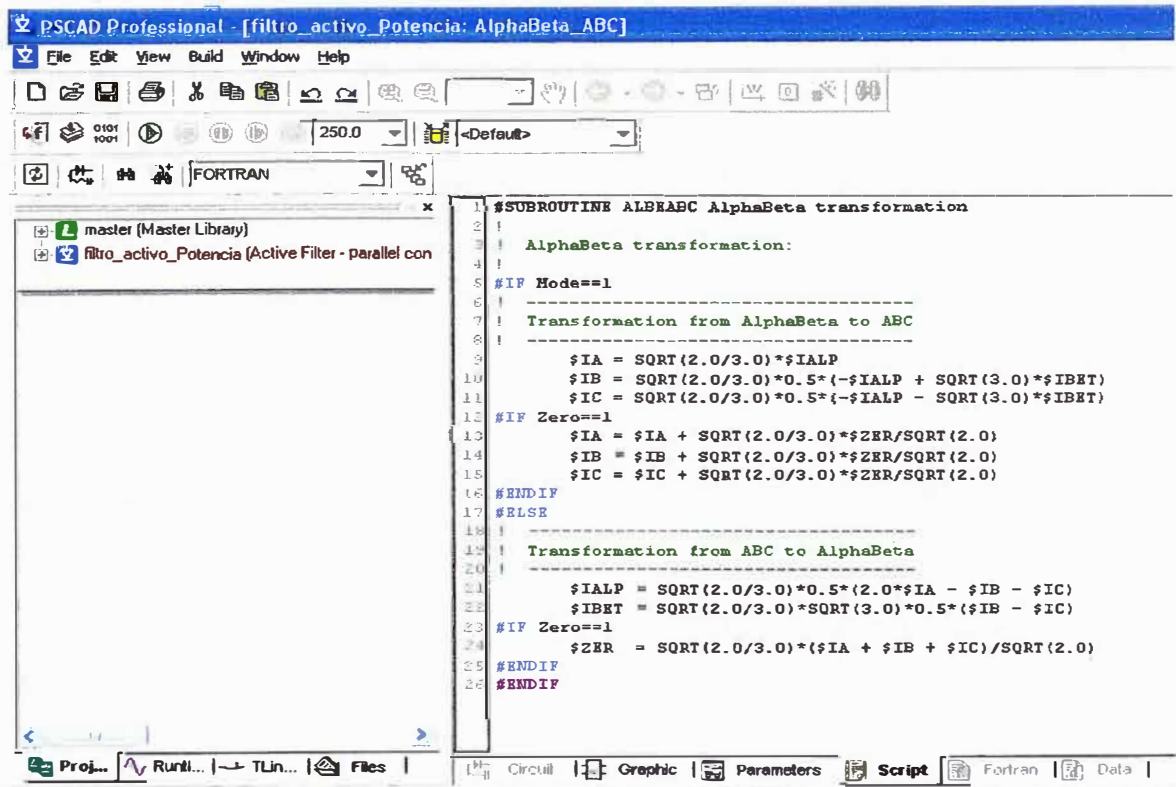 PSCAD Professional - [filtro_activo_Potencia: AlphaBeta_ABC]
File Edit View Build Window Help
250.0 <Default>
FORTRAN
master (Master Library)
filtro_activo_Potencia (Active Filter - parallel con
1 #SUBROUTINE ALBEABC AlphaBeta transformation
2 !
3 ! AlphaBeta transformation:
4 !
5 #IF Mode==1
6 ! --------------------------------------
7 ! Transformation from AlphaBeta to ABC
8 ! --------------------------------------
9 $IA = SQRT(2.0/3.0)*$IALP
10 $IB = SQRT(2.0/3.0)*0.5*(-$IALP + SQRT(3.0)*$IBET)
11 $IC = SQRT(2.0/3.0)*0.5*(-$IALP - SQRT(3.0)*$IBET)
12 #IF Zero==1
13 $IA = $IA + SQRT(2.0/3.0)*$ZER/SQRT(2.0)
14 $IB = $IB + SQRT(2.0/3.0)*$ZER/SQRT(2.0)
15 $IC = $IC + SQRT(2.0/3.0)*$ZER/SQRT(2.0)
16 #ENDIF
17 #ELSE
18 ! --------------------------------------
19 ! Transformation from ABC to AlphaBeta
20 ! --------------------------------------
21 $IALP = SQRT(2.0/3.0)*0.5*(2.0*$IA - $IB - $IC)
22 $IBET = SQRT(2.0/3.0)*SQRT(3.0)*0.5*($IB - $IC)
23 #IF Zero==1
24 $ZER = SQRT(2.0/3.0)*($IA + $IB + $IC)/SQRT(2.0)
25 #ENDIF
26 #ENDIF
Proj... Runti... TLin... Files Circuit Graphic Parameters Script Fortran Data